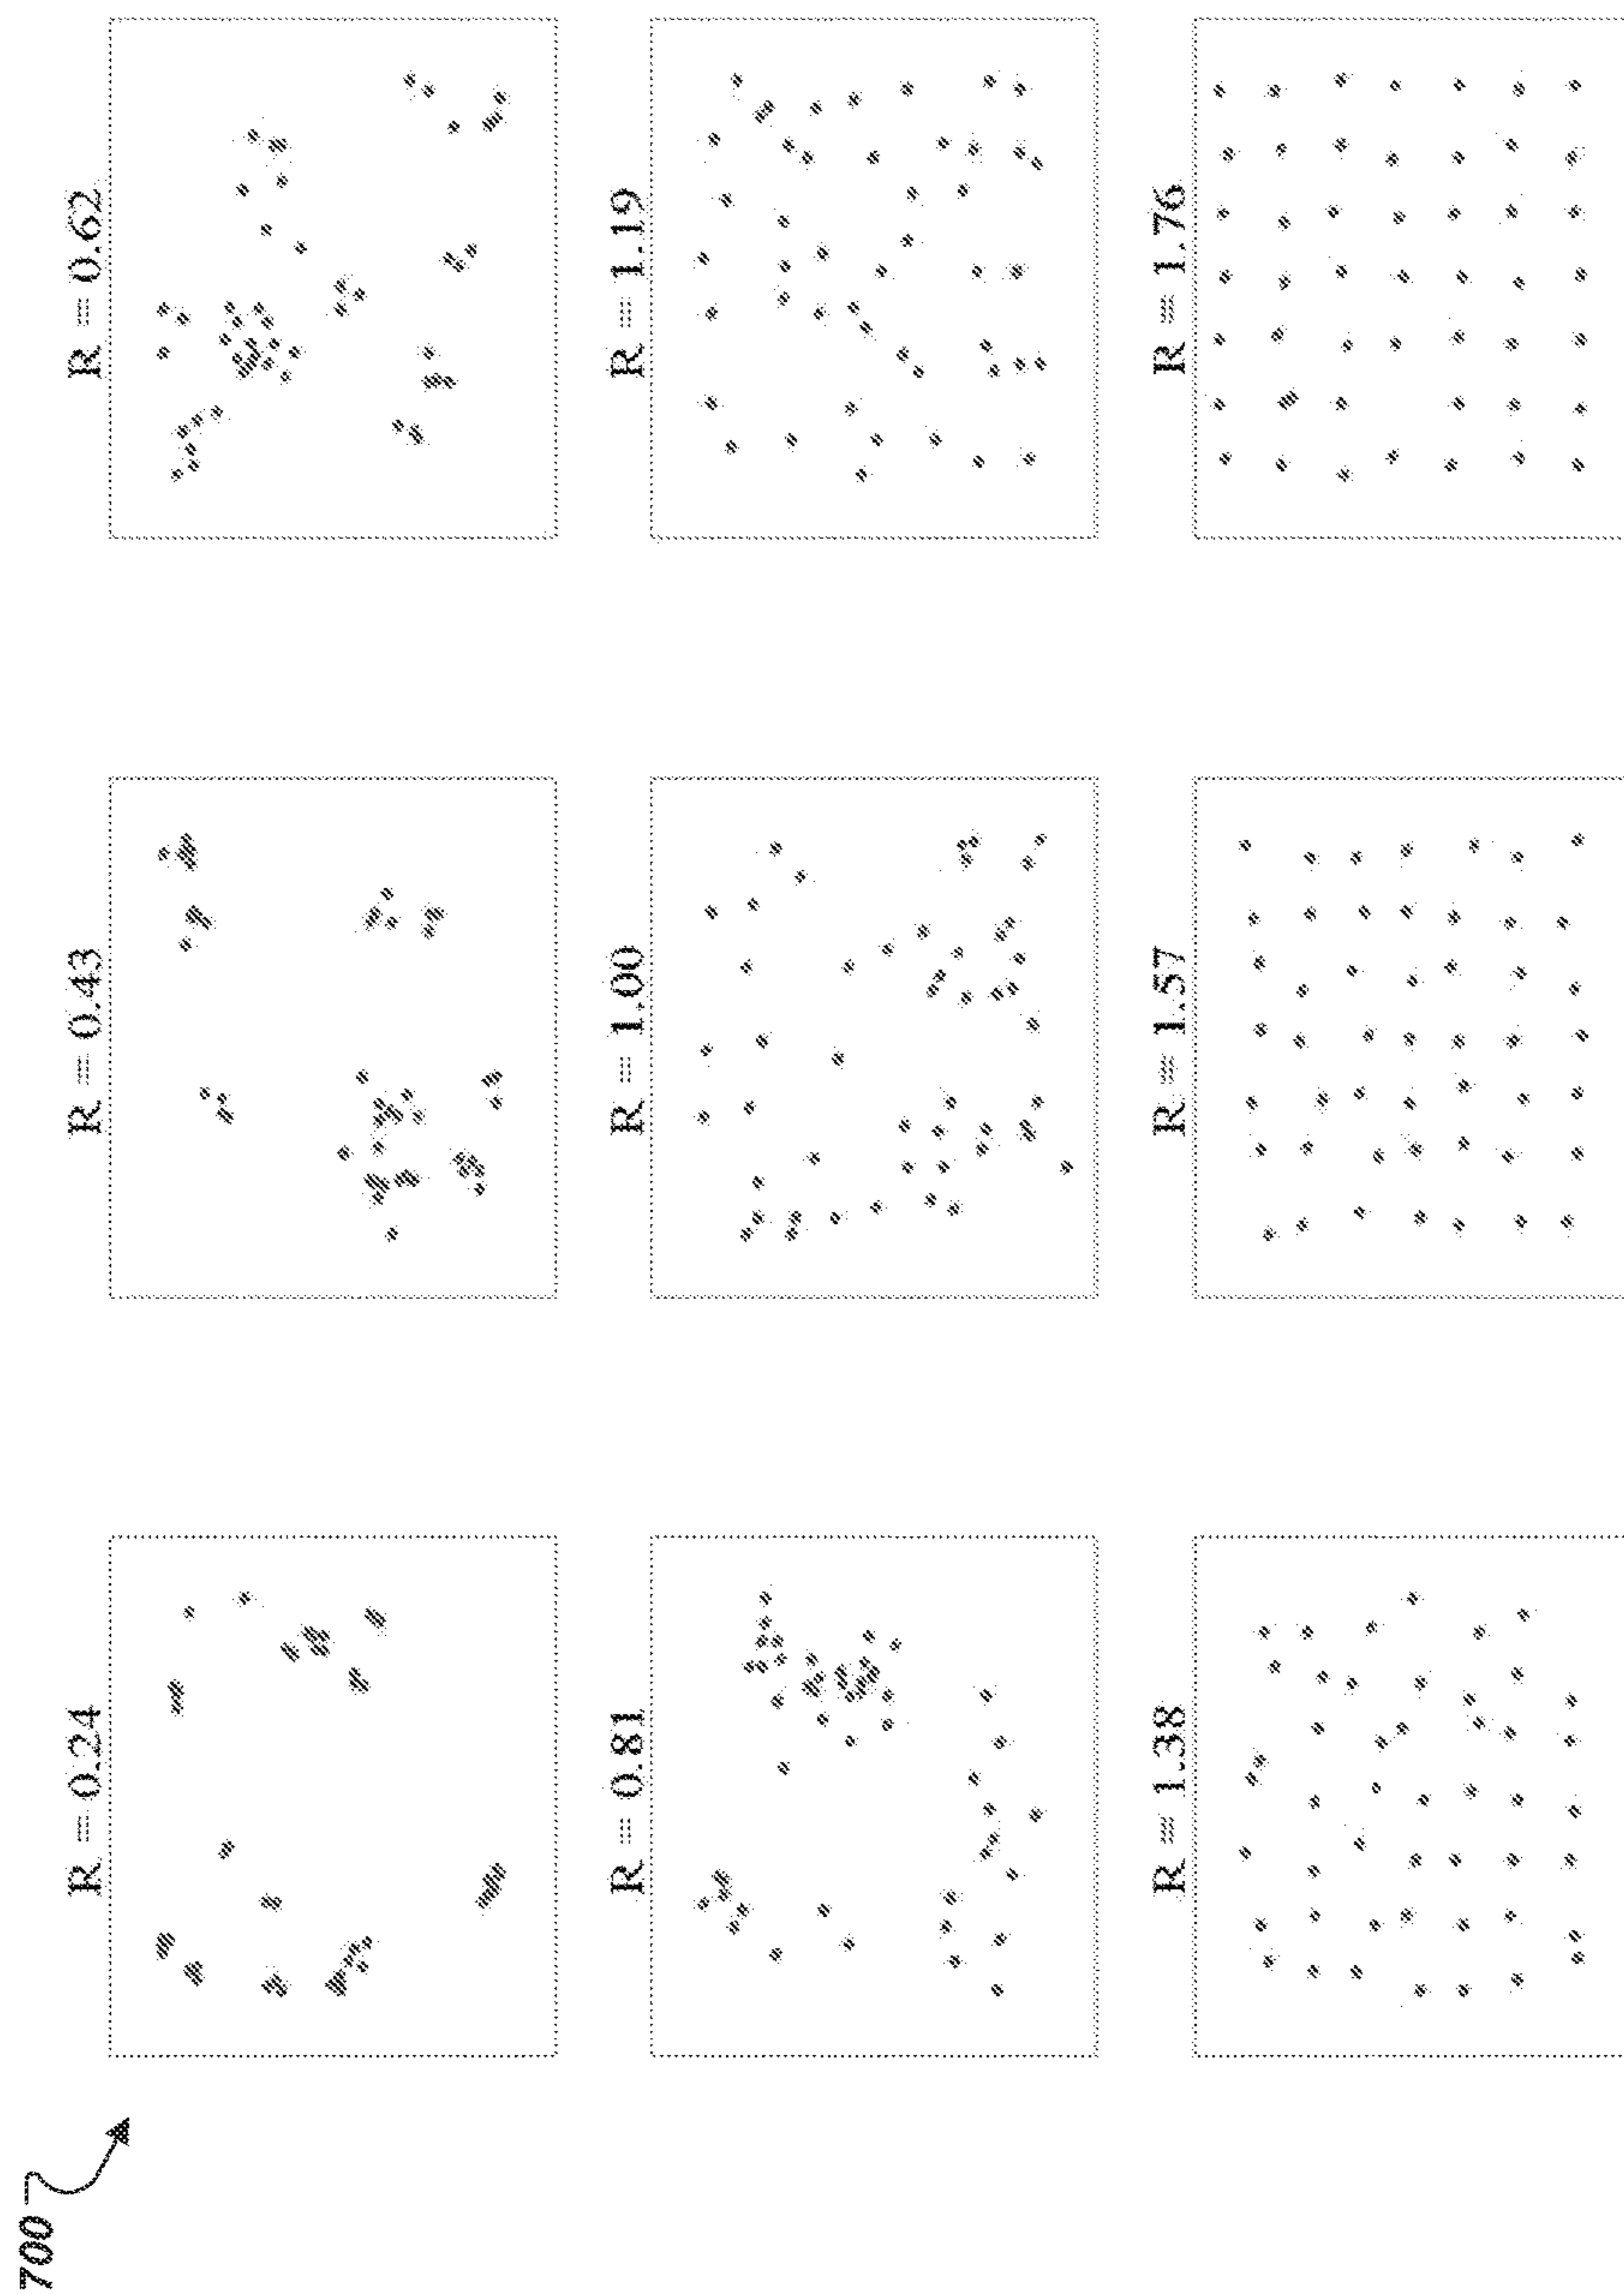 700
R = 0.24
R = 0.43
R = 0.62
R = 0.81
R = 1.00
R = 1.19
R = 1.38
R = 1.57
R = 1.76